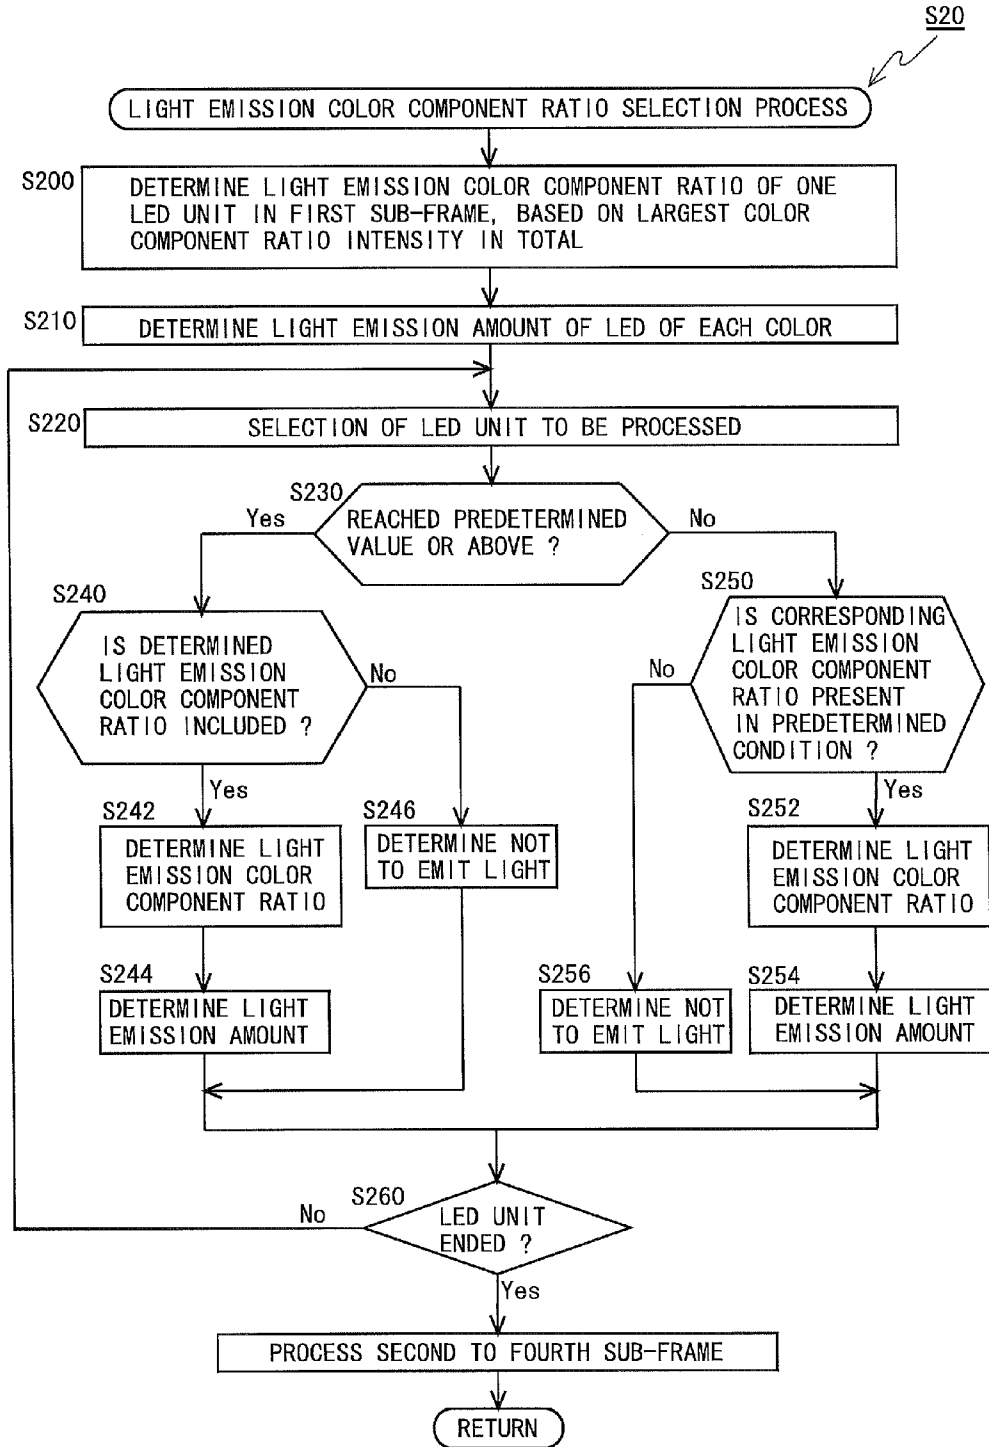 S20
LIGHT EMISSION COLOR COMPONENT RATIO SELECTION PROCESS
S200
DETERMINE LIGHT EMISSION COLOR COMPONENT RATIO OF ONE
LED UNIT IN FIRST SUB-FRAME, BASED ON LARGEST COLOR
COMPONENT RATIO INTENSITY IN TOTAL
S210
DETERMINE LIGHT EMISSION AMOUNT OF LED OF EACH COLOR
S220
SELECTION OF LED UNIT TO BE PROCESSED
S230
REACHED PREDETERMINED
VALUE OR ABOVE ?
Yes
No
S240
IS DETERMINED
LIGHT EMISSION
COLOR COMPONENT
RATIO INCLUDED ?
No
Yes
S250
IS CORRESPONDING
LIGHT EMISSION
COLOR COMPONENT
RATIO PRESENT
IN PREDETERMINED
CONDITION ?
No
Yes
S242
DETERMINE LIGHT
EMISSION COLOR
COMPONENT RATIO
S246
DETERMINE NOT
TO EMIT LIGHT
S252
DETERMINE LIGHT
EMISSION COLOR
COMPONENT RATIO
S244
DETERMINE LIGHT
EMISSION AMOUNT
S256
DETERMINE NOT
TO EMIT LIGHT
S254
DETERMINE LIGHT
EMISSION AMOUNT
S260
LED UNIT
ENDED ?
No
Yes
PROCESS SECOND TO FOURTH SUB-FRAME
RETURN